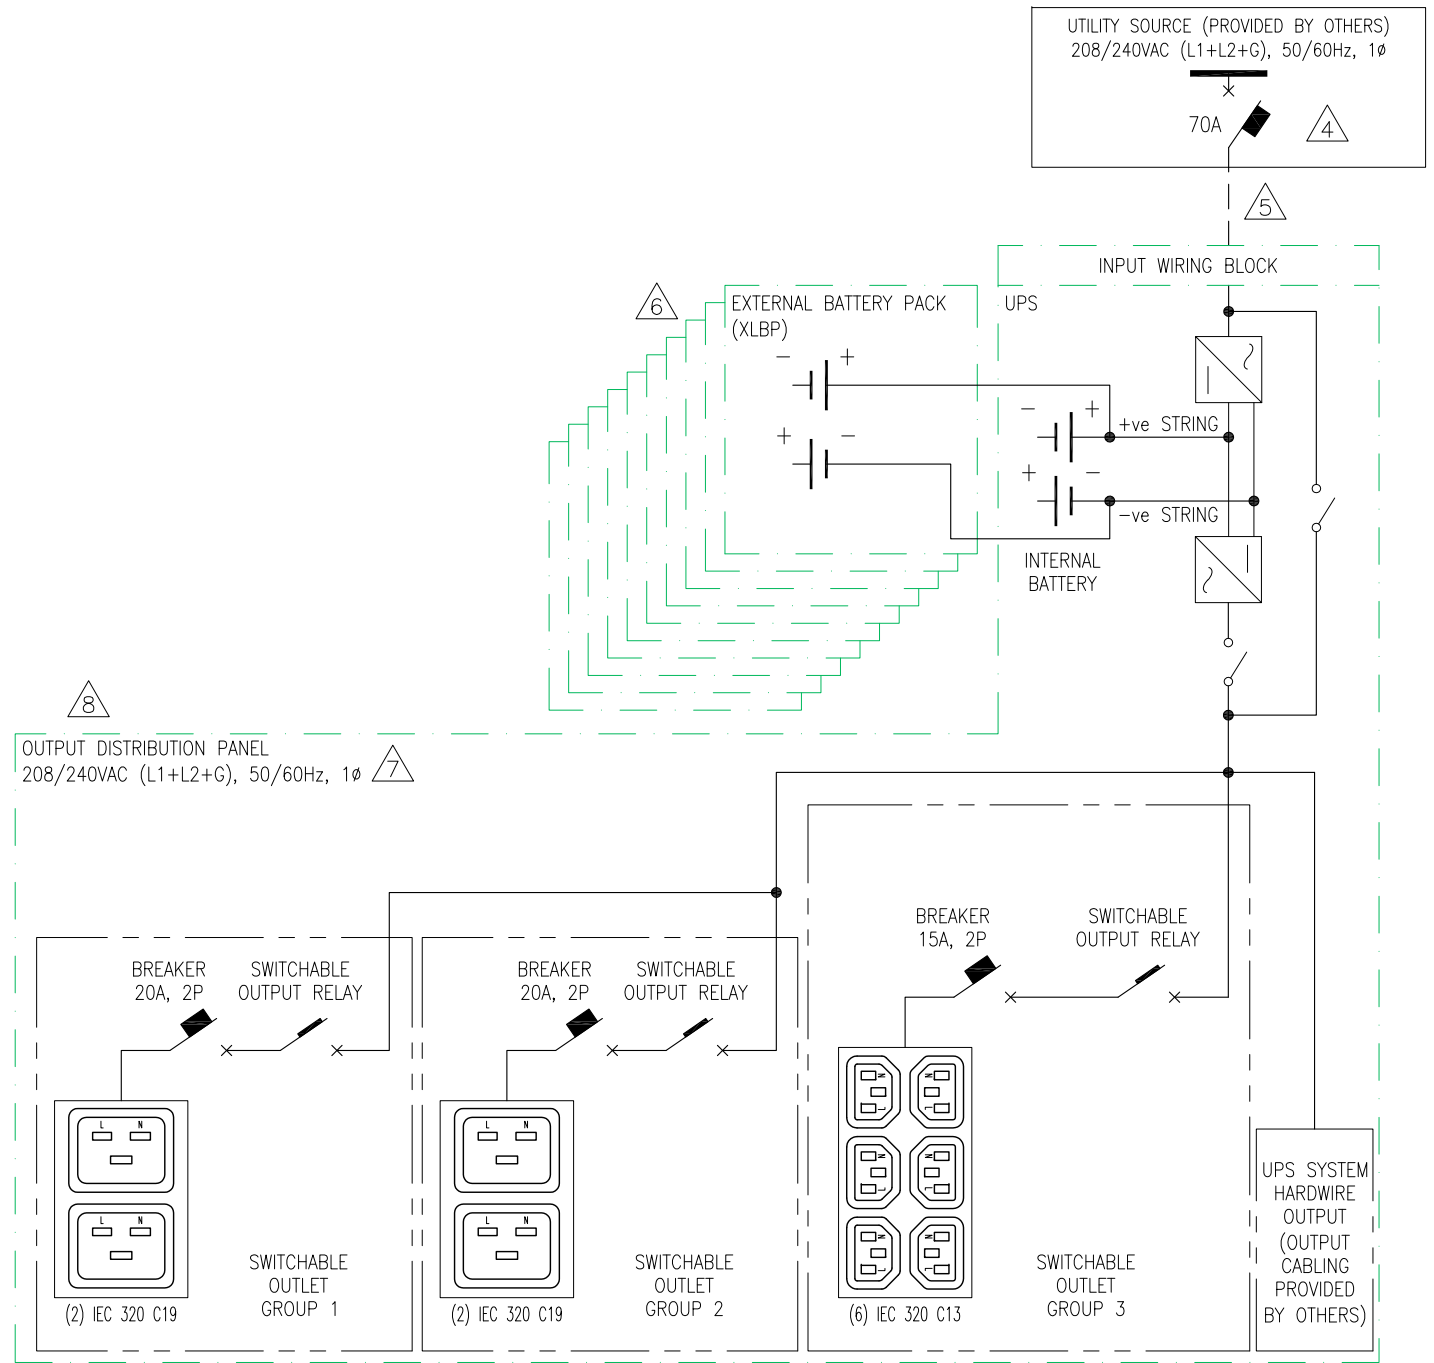 UTILITY SOURCE (PROVIDED BY OTHERS)
208/240VAC (L1+L2+G), 50/60Hz, 1ø
70A
4
5
INPUT WIRING BLOCK
6
EXTERNAL BATTERY PACK
(XLBP)
UPS
- +
- +
+ve STRING
+ -
+ -
-ve STRING
INTERNAL
BATTERY
8
OUTPUT DISTRIBUTION PANEL
208/240VAC (L1+L2+G), 50/60Hz, 1ø
7
BREAKER
20A, 2P
SWITCHABLE
OUTPUT RELAY
L N
L N
(2) IEC 320 C19
SWITCHABLE
OUTLET
GROUP 1
BREAKER
20A, 2P
SWITCHABLE
OUTPUT RELAY
L N
L N
(2) IEC 320 C19
SWITCHABLE
OUTLET
GROUP 2
BREAKER
15A, 2P
SWITCHABLE
OUTPUT RELAY
N N
L L
N N
L L
N N
L L
(6) IEC 320 C13
SWITCHABLE
OUTLET
GROUP 3
UPS SYSTEM
HARDWIRE
OUTPUT
(OUTPUT
CABLING
PROVIDED
BY OTHERS)